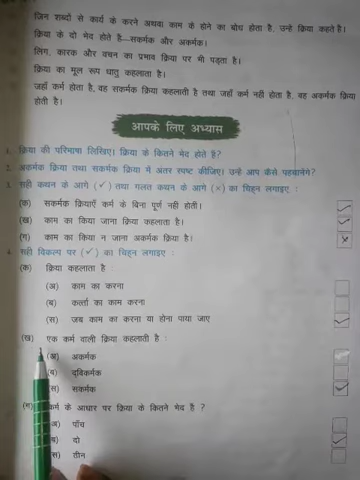 जिन शब्दों से कार्य के करने अथवा काम के होने का बोध होता है, उन्हें क्रिया कहते है।
क्रिया के दो भेद होते है—सकर्मक और अकर्मक।
लिंग, कारक और वचन का प्रभाव क्रिया पर भी पड़ता है।
क्रिया का मूल रूप धातु कहलाता है।
जहाँ कर्म होता है, वह सकर्मक क्रिया कहलाती है तथा जहाँ कर्म नहीं होता है, वह अकर्मक क्रिया
होती है।
आपके लिए अभ्यास
1. क्रिया की परिभाषा लिखिए। क्रिया के कितने भेद होते है?
2. अकर्मक क्रिया तथा सकर्मक क्रिया में अंतर स्पष्ट कीजिए। उन्हें आप कैसे पहचानेंगे?
3. सही कथन के आगे (✓) तथा गलत कथन के आगे (×) का चिह्न लगाइए :
(क) सकर्मक क्रियाएँ कर्म के बिना पूर्ण नहीं होती।
(ख) काम का किया जाना क्रिया कहलाता है।
(ग) काम का किया न जाना अकर्मक क्रिया है।
4. सही विकल्प पर (✓) का चिह्न लगाइए :
(क) क्रिया कहलाता है :
(अ) काम का करना
(ब) कर्त्ता का काम करना
(स) जब काम का करना या होना पाया जाए
(ख) एक कर्म वाली क्रिया कहलाती है :
(अ) अकर्मक
(ब) द्विकर्मक
(स) सकर्मक
(ग) कर्म के आधार पर क्रिया के कितने भेद है ?
(अ) पाँच
(ब) दो
(स) तीन